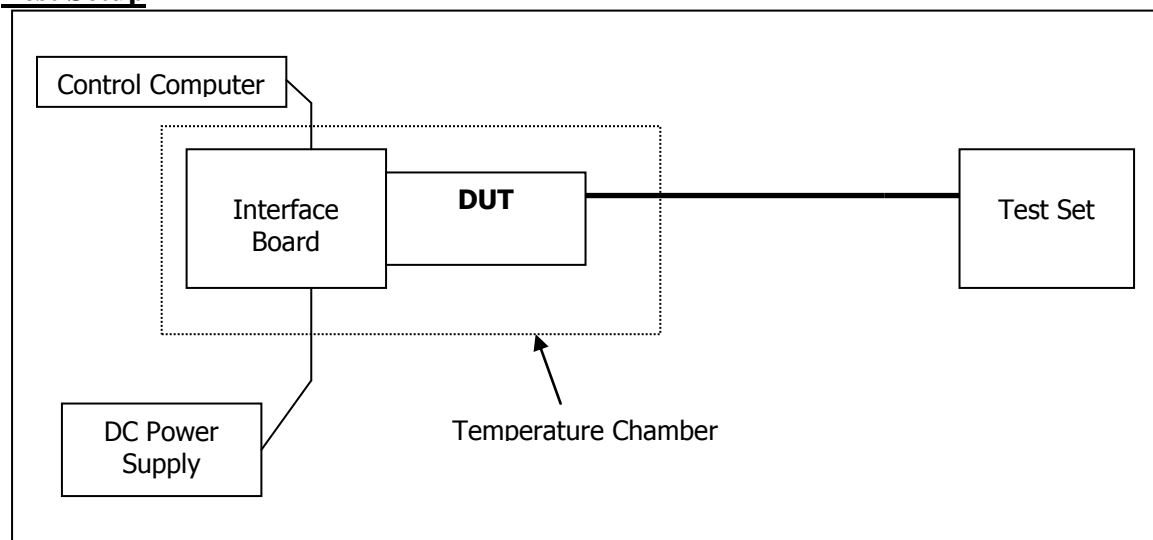 Control Computer
Interface
Board
DUT
Test Set
DC Power
Supply
Temperature Chamber